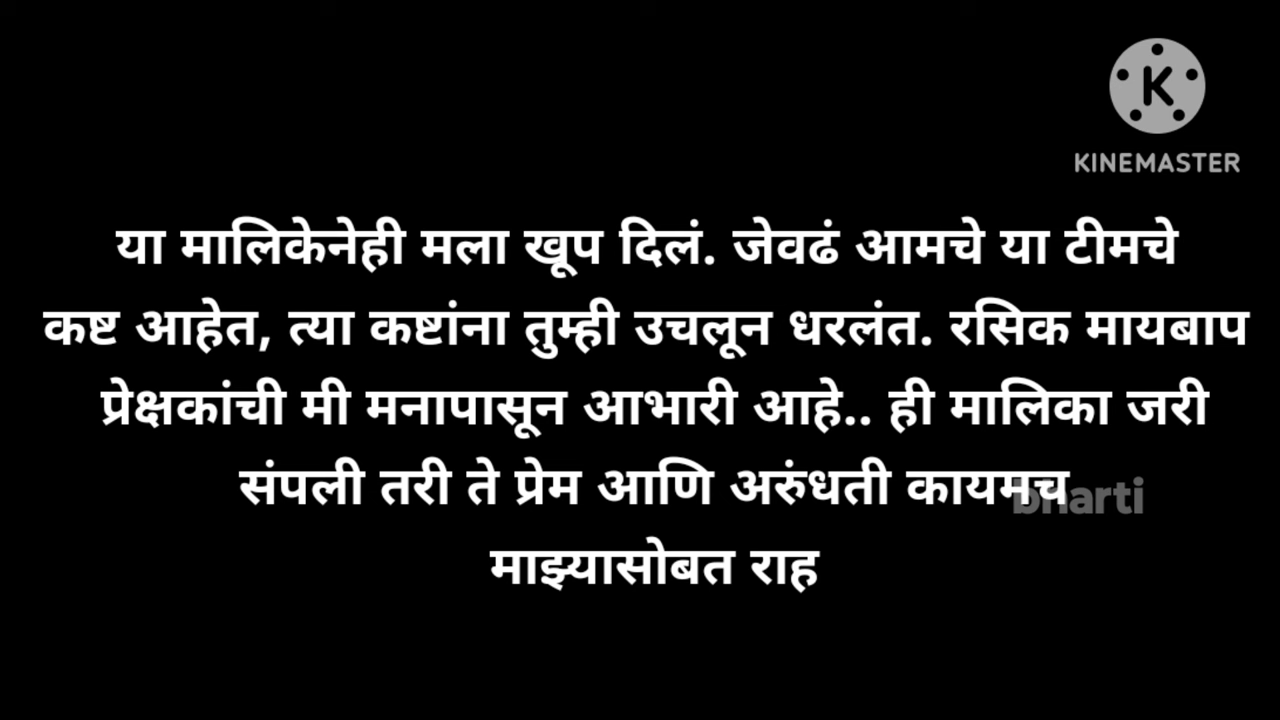 K
KINEMASTER
या मालिकेनेही मला खूप दिलं. जेवढं आमचे या टीमचे
कष्ट आहेत, त्या कष्टांना तुम्ही उचलून धरलंत. रसिक मायबाप
प्रेक्षकांची मी मनापासून आभारी आहे.. ही मालिका जरी
संपली तरी ते प्रेम आणि अरुंधती कायमच
bharti
माझ्यासोबत राह